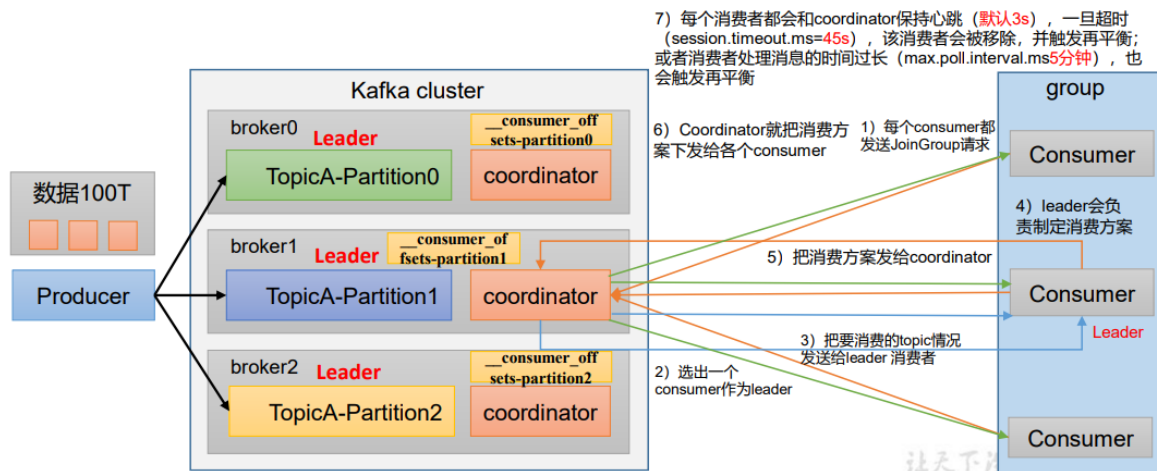 7）每个消费者都会和coordinator保持心跳（默认3s），一旦超时
（session.timeout.ms=45s），该消费者会被移除，并触发再平衡；
或者消费者处理消息的时间过长（max.poll.interval.ms5分钟），也
会触发再平衡
Kafka cluster
group
broker0
Leader
__consumer_off
sets-partition0
TopicA-Partition0
coordinator
6）Coordinator就把消费方
案下发给各个consumer
1）每个consumer都
发送JoinGroup请求
Consumer
数据100T
Producer
broker1
Leader
__consumer_of
fsets-partition1
TopicA-Partition1
coordinator
4）leader会负
责制定消费方案
5）把消费方案发给coordinator
Consumer
Leader
3）把要消费的topic情况
发送给leader 消费者
broker2
Leader
__consumer_off
sets-partition2
TopicA-Partition2
coordinator
2）选出一个
consumer作为leader
Consumer
让天下